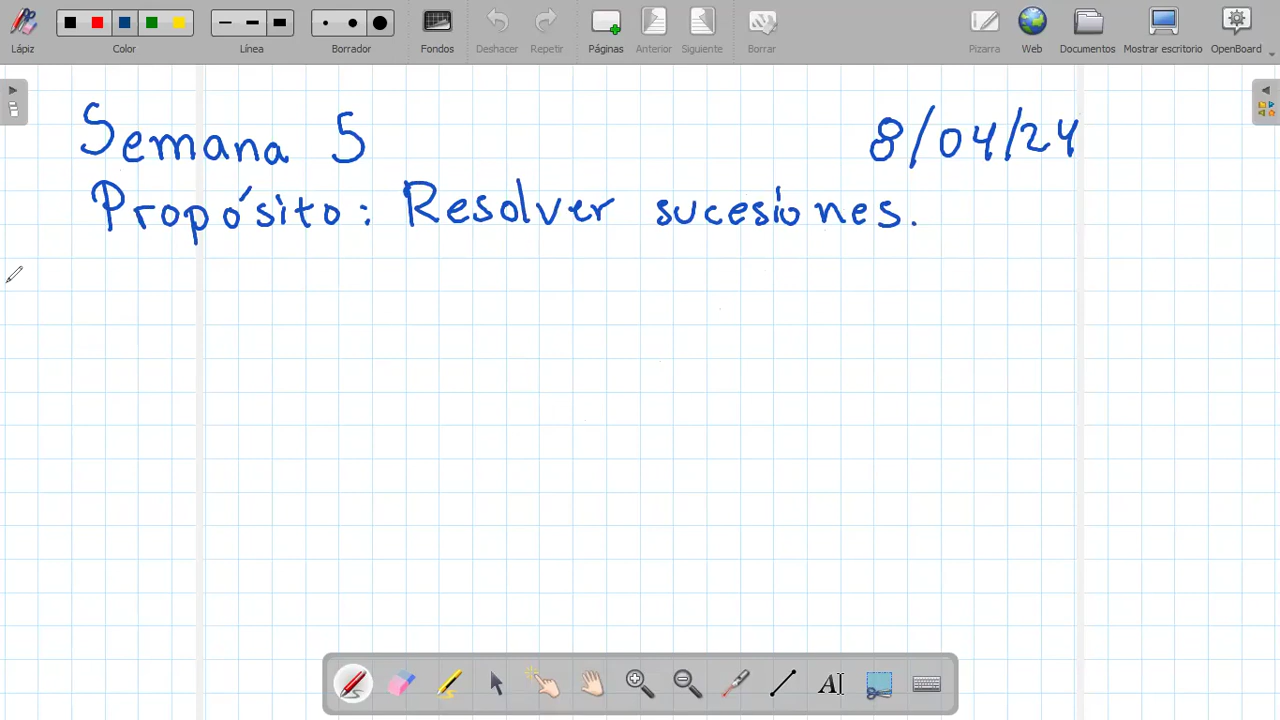 Lápiz Color Línea Borrador Fondos Deshacer Repetir Páginas Anterior Siguiente Borrar Pizarra Web Documentos Mostrar escritorio OpenBoard
Semana 5 8/04/24
Propósito: Resolver sucesiones.